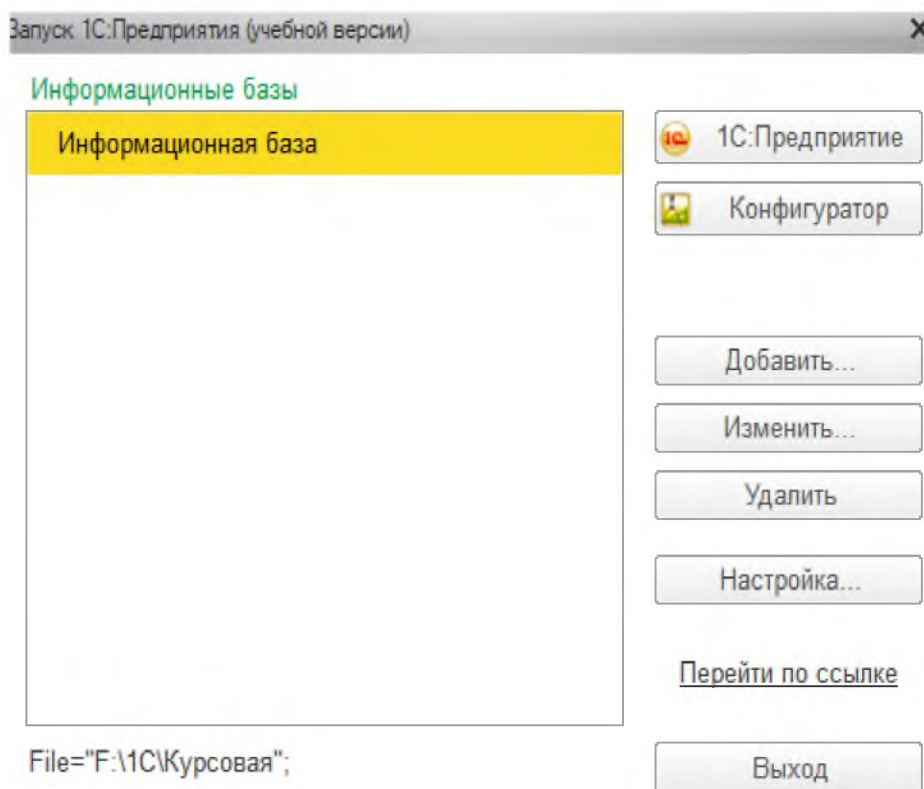 Запуск 1С:Предприятия (учебной версии)
Информационные базы
Информационная база
1С:Предприятие
Конфигуратор
Добавить...
Изменить...
Удалить
Настройка...
Перейти по ссылке
File="F:\1С\Курсовая";
Выход